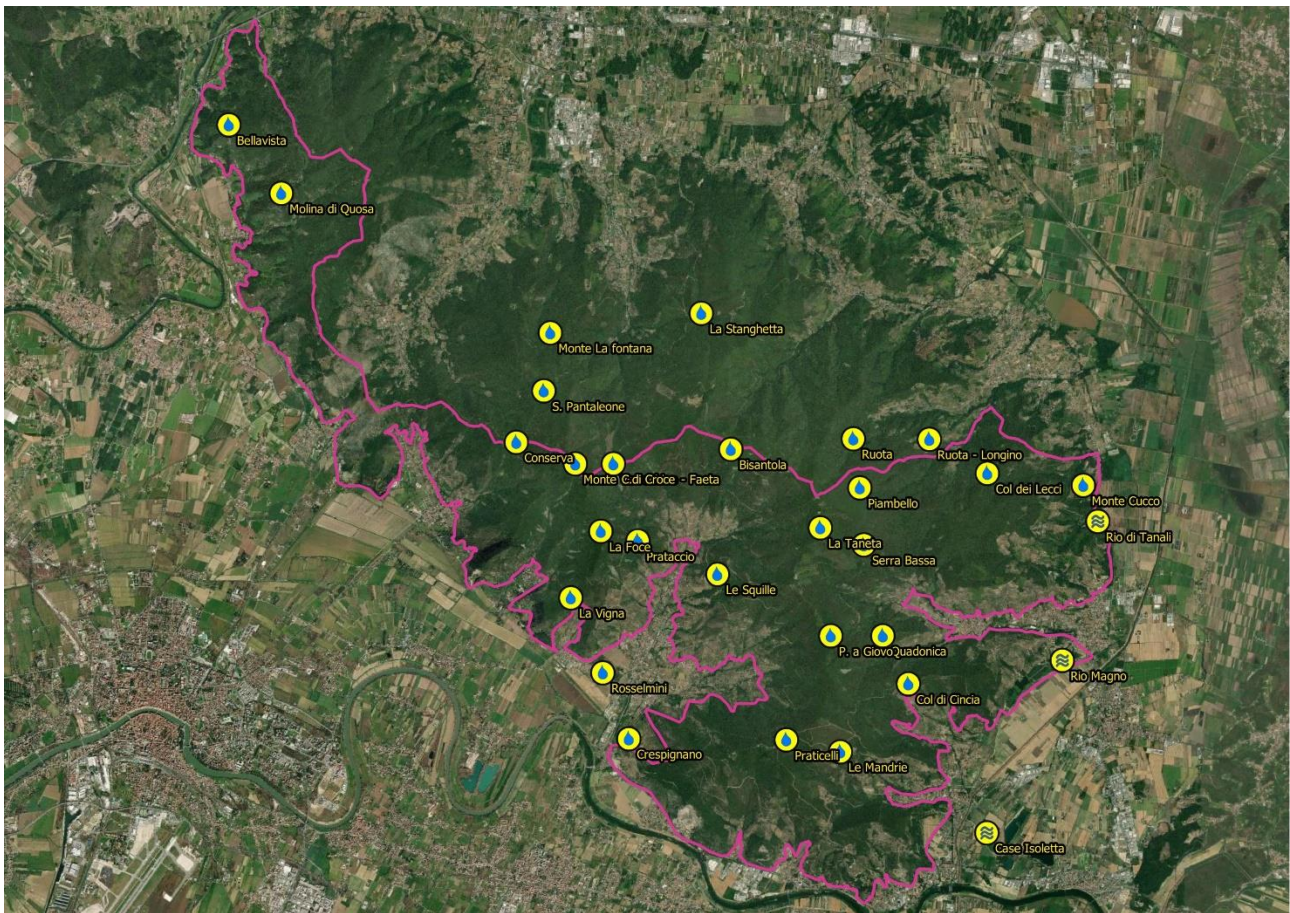 Bellavista
Molina di Quosa
La Stanghetta
Monte La fontana
S. Pantaleone
Conserva
Monte C.di Croce - Faeta
Bisantola
Ruota
Ruota - Longino
Col dei Lecci
Monte Cucco
Piambello
Rio di Tanali
La Foce
Prataccio
La Taneta
Serra Bassa
Le Squille
La Vigna
P. a Giovo
Quadonica
Rio Magno
Rosselmini
Col di Cincia
Crespignano
Praticelli
Le Mandrie
Case Isoletta